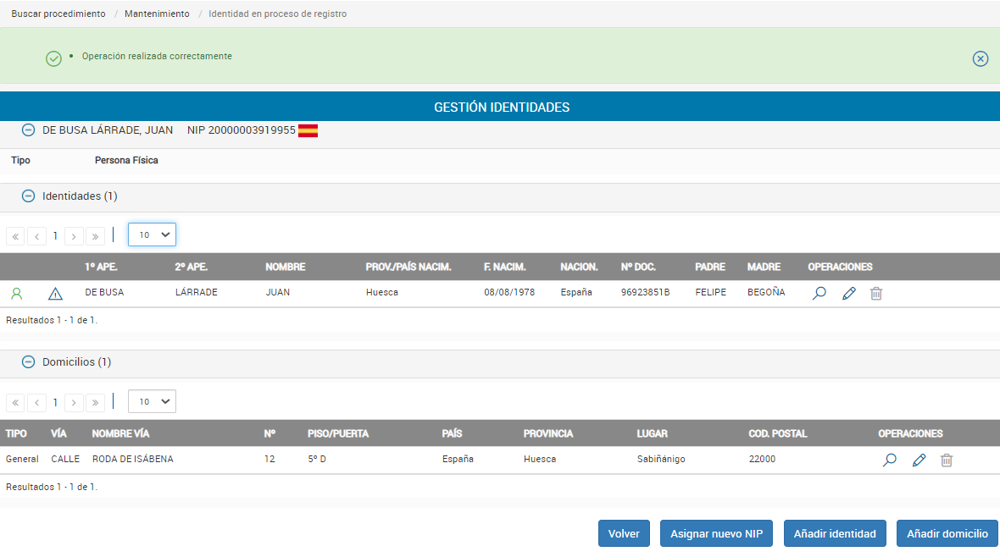 Buscar procedimiento / Mantenimiento / Identidad en proceso de registro
• Operación realizada correctamente
GESTIÓN IDENTIDADES
DE BUSA LÁRRADE, JUAN NIP 20000003919955
Tipo Persona Física
Identidades (1)
« ‹ 1 › » 10
1º APE. 2º APE. NOMBRE PROV./PAÍS NACIM. F. NACIM. NACION. Nº DOC. PADRE MADRE OPERACIONES
DE BUSA LÁRRADE JUAN Huesca 08/08/1978 España 96923851B FELIPE BEGOÑA
Resultados 1 - 1 de 1.
Domicilios (1)
« ‹ 1 › » 10
TIPO VÍA NOMBRE VÍA Nº PISO/PUERTA PAÍS PROVINCIA LUGAR COD. POSTAL OPERACIONES
General CALLE RODA DE ISÁBENA 12 5º D España Huesca Sabiñánigo 22000
Resultados 1 - 1 de 1.
Volver Asignar nuevo NIP Añadir identidad Añadir domicilio